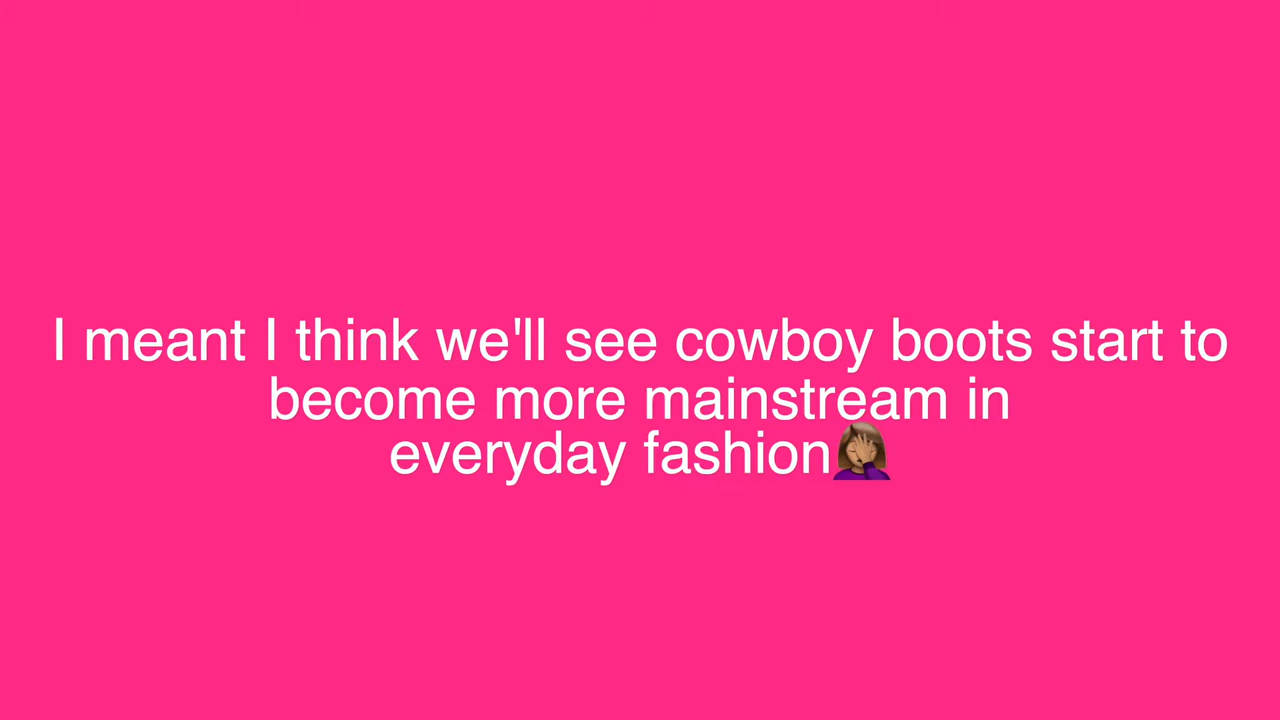 I meant I think we'll see cowboy boots start to
become more mainstream in
everyday fashion🤦🏽‍♀️